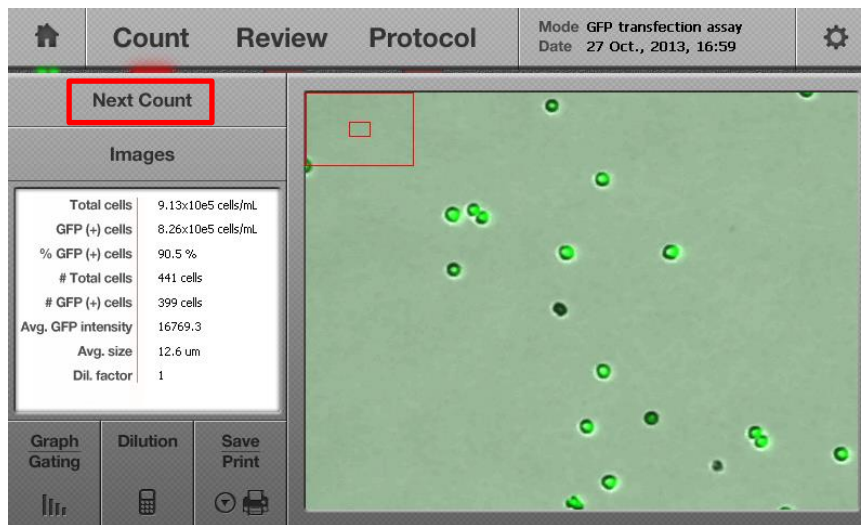 Count Review Protocol
Mode GFP transfection assay
Date 27 Oct., 2013, 16:59
Next Count
Images
Total cells 9.13x10e5 cells/mL
GFP (+) cells 8.26x10e5 cells/mL
% GFP (+) cells 90.5 %
# Total cells 441 cells
# GFP (+) cells 399 cells
Avg. GFP intensity 16769.3
Avg. size 12.6 um
Dil. factor 1
Graph
Gating
Dilution
Save
Print